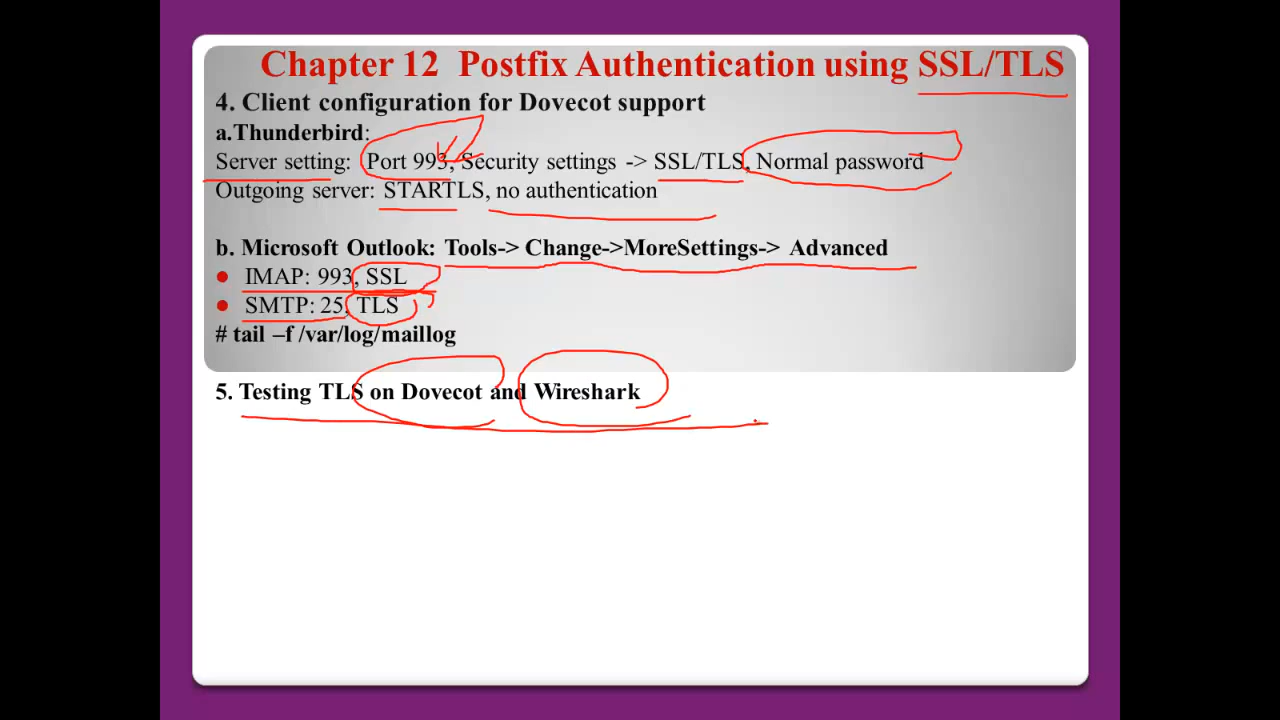 Chapter 12 Postfix Authentication using SSL/TLS
4. Client configuration for Dovecot support
a.Thunderbird:
Server setting: Port 993, Security settings -> SSL/TLS, Normal password
Outgoing server: STARTLS, no authentication
b. Microsoft Outlook: Tools-> Change->MoreSettings-> Advanced
● IMAP: 993, SSL
● SMTP: 25, TLS
# tail –f /var/log/maillog
5. Testing TLS on Dovecot and Wireshark